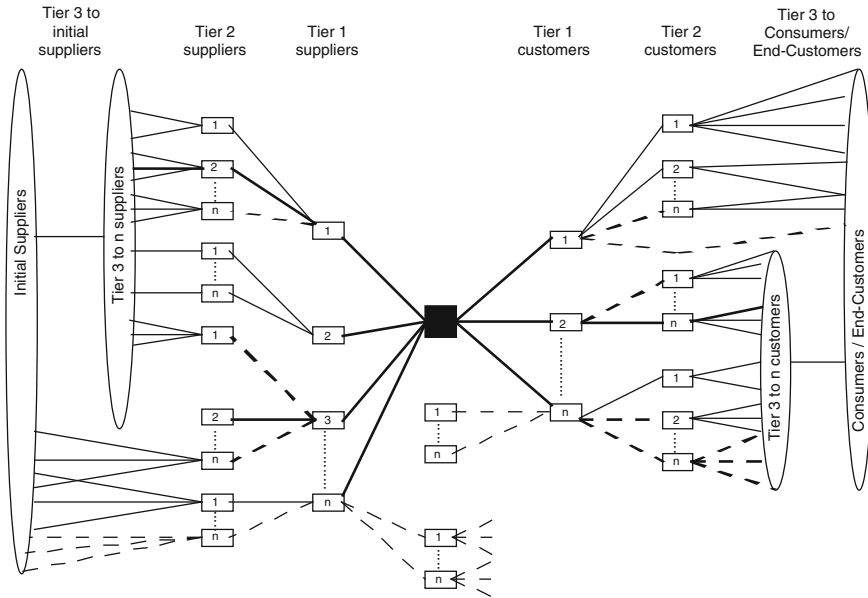 Tier 3 to
initial
suppliers
Tier 2
suppliers
Tier 1
suppliers
Tier 1
customers
Tier 2
customers
Tier 3 to
Consumers/
End-Customers
Initial Suppliers
Tier 3 to n suppliers
1
2
n
1
n
1
2
n
1
n
1
2
3
n
1
n
1
n
1
2
n
1
2
n
1
n
1
2
n
Tier 3 to n customers
Consumers / End-Customers